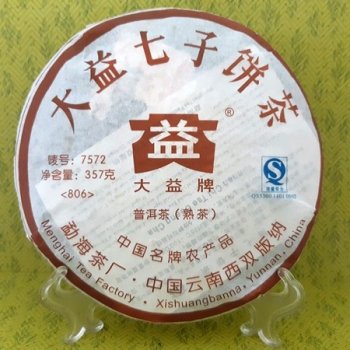 大益七子饼茶
®
益
唛号: 7572
净含量: 357克
<806>
大益牌
普洱茶(熟茶)
中国名牌农产品
勐海茶厂·中国云南西双版纳
Menghai Tea Factory · Xishuangbanna, Yunnan, China